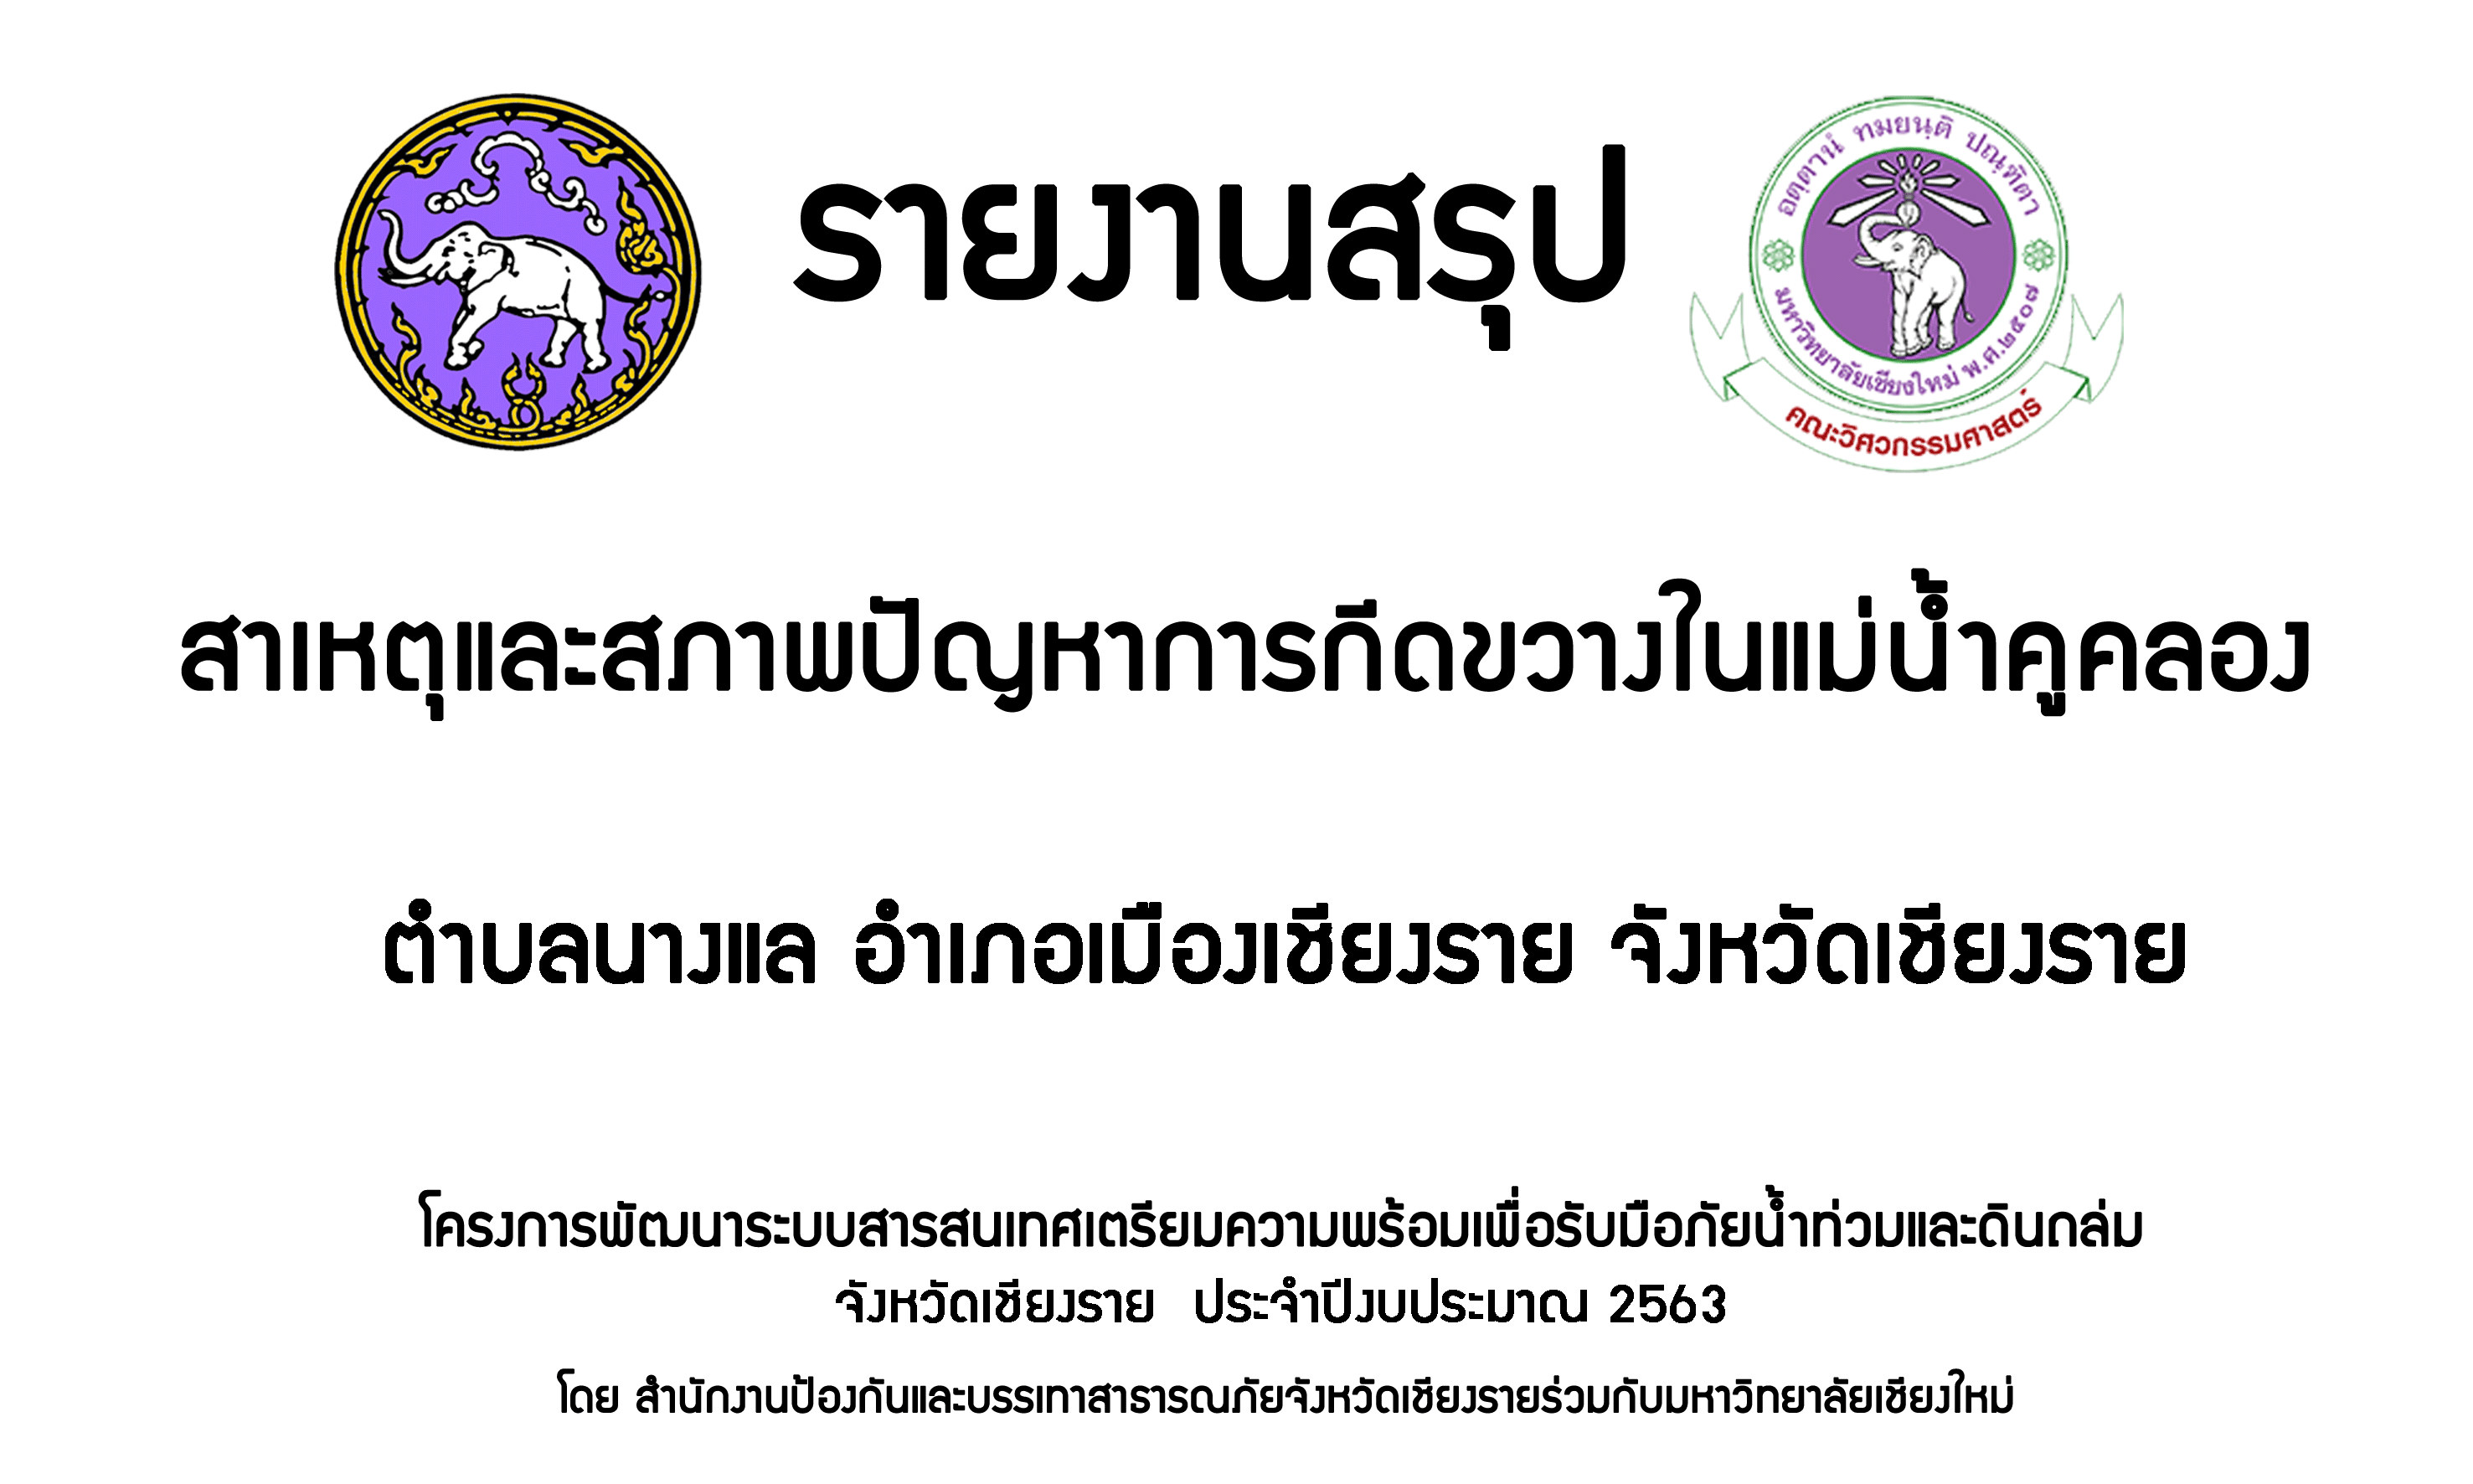 รายงานสรุป
อตฺตานํ ทมยนฺติ ปณฺฑิตา
มหาวิทยาลัยเชียงใหม่ พ.ศ.๒๕๐๗
คณะวิศวกรรมศาสตร์
สาเหตุและสภาพปัญหาการกีดขวางในแม่น้ำคูคลอง
ตำบลนางแล อำเภอเมืองเชียงราย จังหวัดเชียงราย
โครงการพัฒนาระบบสารสนเทศเตรียมความพร้อมเพื่อรับมือภัยน้ำท่วมและดินถล่ม
จังหวัดเชียงราย ประจำปีงบประมาณ 2563
โดย สำนักงานป้องกันและบรรเทาสาธารณภัยจังหวัดเชียงรายร่วมกับมหาวิทยาลัยเชียงใหม่